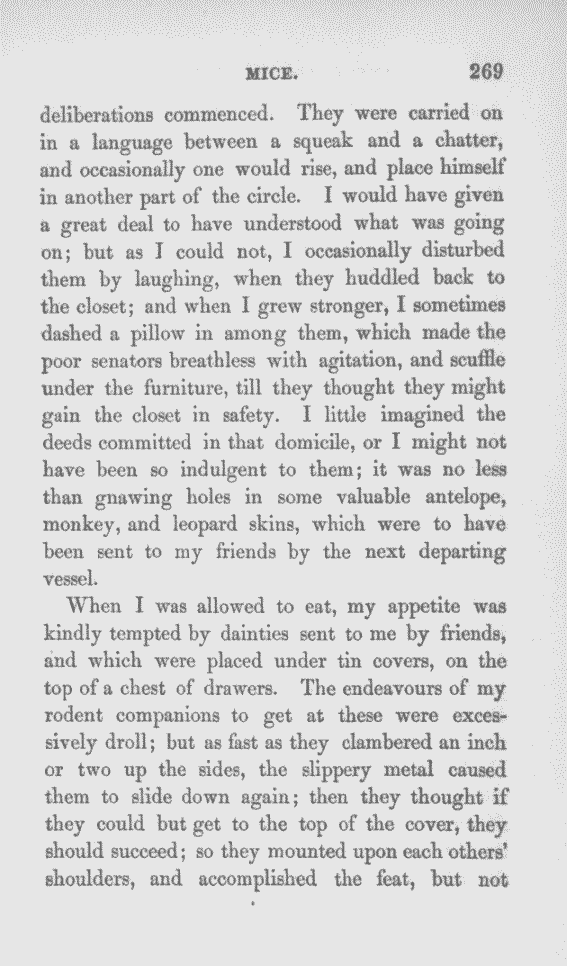 MICE. 269
deliberations commenced. They were carried on
in a language between a squeak and a chatter,
and occasionally one would rise, and place himself
in another part of the circle. I would have given
a great deal to have understood what was going
on; but as I could not, I occasionally disturbed
them by laughing, when they huddled back to
the closet; and when I grew stronger, I sometimes
dashed a pillow in among them, which made the
poor senators breathless with agitation, and scuffle
under the furniture, till they thought they might
gain the closet in safety. I little imagined the
deeds committed in that domicile, or I might not
have been so indulgent to them; it was no less
than gnawing holes in some valuable antelope,
monkey, and leopard skins, which were to have
been sent to my friends by the next departing
vessel.
When I was allowed to eat, my appetite was
kindly tempted by dainties sent to me by friends,
and which were placed under tin covers, on the
top of a chest of drawers. The endeavours of my
rodent companions to get at these were exces-
sively droll; but as fast as they clambered an inch
or two up the sides, the slippery metal caused
them to slide down again; then they thought if
they could but get to the top of the cover, they
should succeed; so they mounted upon each others'
shoulders, and accomplished the feat, but not